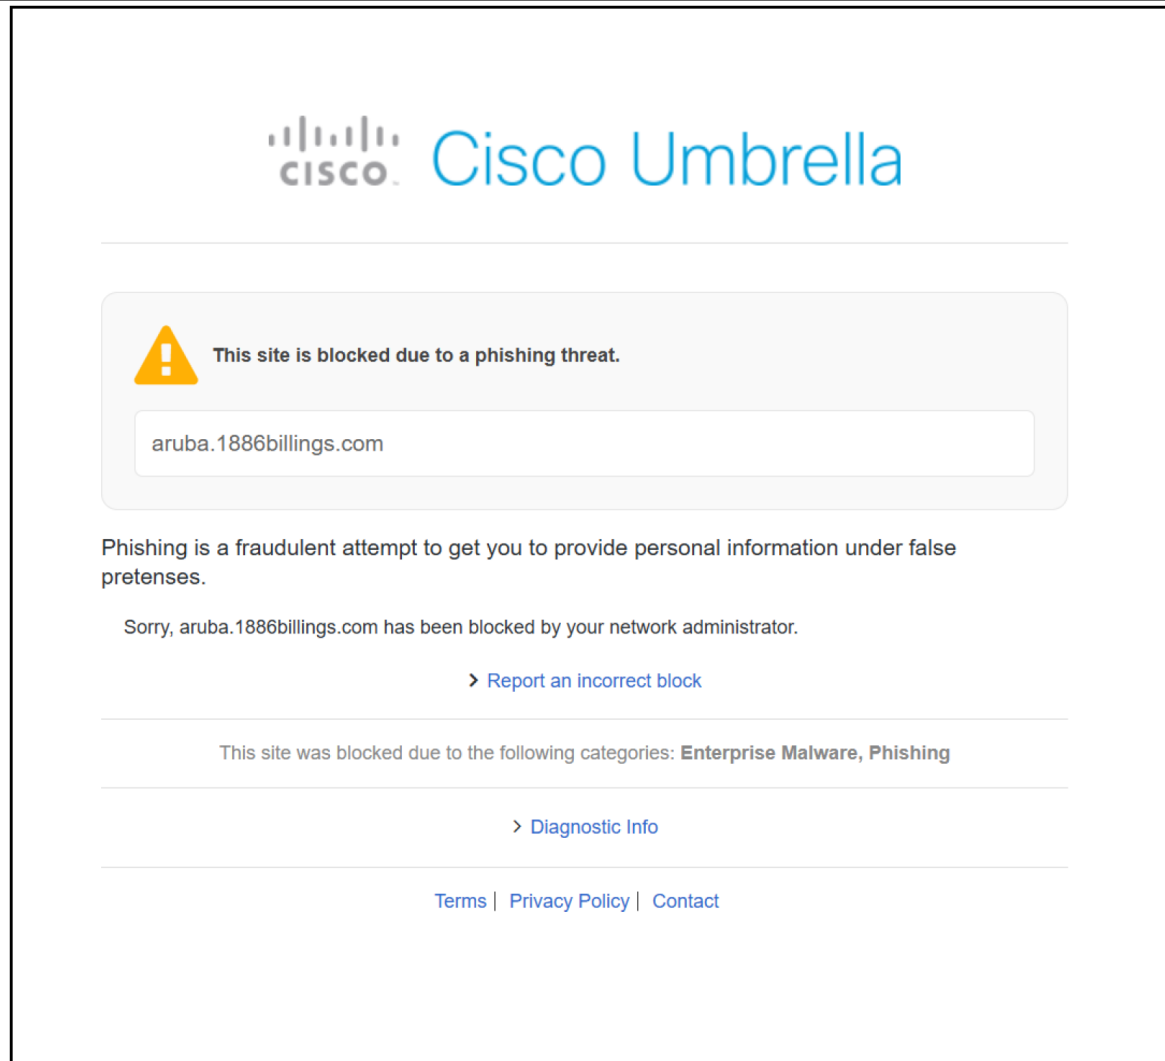 CISCO
Cisco Umbrella
This site is blocked due to a phishing threat.
aruba.1886billings.com
Phishing is a fraudulent attempt to get you to provide personal information under false
pretenses.
Sorry, aruba.1886billings.com has been blocked by your network administrator.
> Report an incorrect block
This site was blocked due to the following categories: Enterprise Malware, Phishing
> Diagnostic Info
Terms | Privacy Policy | Contact